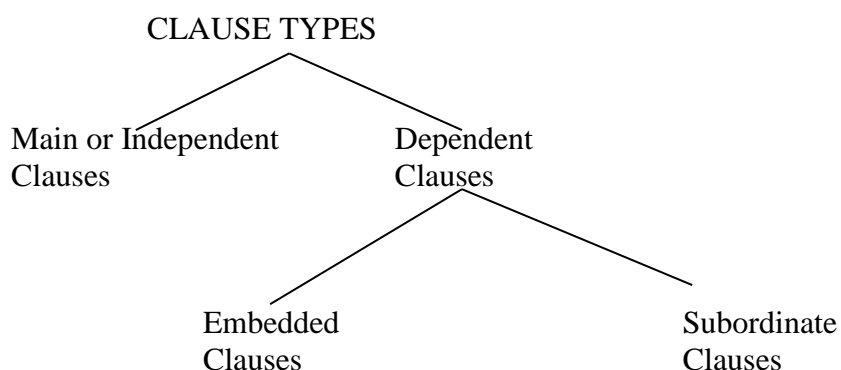 CLAUSE TYPES
Main or Independent
Clauses
Dependent
Clauses
Embedded
Clauses
Subordinate
Clauses